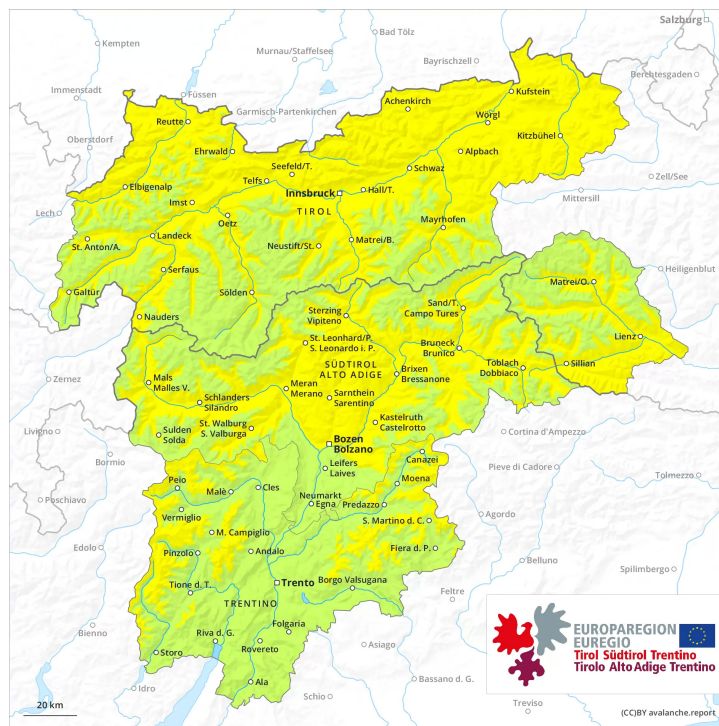 Salzburg
Bad Tölz
Kempten
Murnau/Staffelsee
Bayrischzell
Berchtesgaden
Immenstadt
Füssen
Garmisch-Partenkirchen
Achenkirch
Kufstein
Reutte
Wörgl
Oberstdorf
Ehrwald
Kitzbühel
Alpbach
Seefeld/T.
Schwaz
Telfs
Zell/See
Elbigenalp
Innsbruck
Hall/T.
Mittersill
Imst
TIROL
Lech
Oetz
Mayrhofen
St. Anton/A.
Landeck
Neustift/St.
Matrei/B.
Serfaus
Heiligenblut
Galtür
Sölden
Matrei/O.
Nauders
Sterzing
Vipiteno
Sand/T.
Campo Tures
Lienz
St. Leonhard/P.
S. Leonardo i. P.
Bruneck
Brunico
Toblach
Dobbiaco
Sillian
SÜDTIROL
ALTO ADIGE
Brixen
Bressanone
Zernez
Mals
Malles V.
Meran
Merano
Schlanders
Silandro
Sarnthein
Sarentino
St. Walburg
S. Valburga
Kastelruth
Castelrotto
Livigno
Sulden
Solda
Cortina d'Ampezzo
Bozen
Bolzano
Bormio
Canazei
Leifers
Laives
Pieve di Cadore
Tolmezzo
Peio
Malè
Cles
Moena
Poschiavo
Neumarkt
Egna
Predazzo
Vermiglio
S. Martino d. C.
Agordo
M. Campiglio
Edolo
Pinzolo
Andalo
Fiera d. P.
Belluno
Spilimbergo
Tione d. T.
Trento
Borgo Valsugana
Feltre
TRENTINO
Folgaria
Bienno
Riva d. G.
Rovereto
Asiago
Storo
Bassano d. G.
Ala
Idro
Schio
Treviso
EUROPAREGION
EUREGIO
Tirol Südtirol Trentino
Tirolo Alto Adige Trentino
20 km
(CC)BY avalanche.report